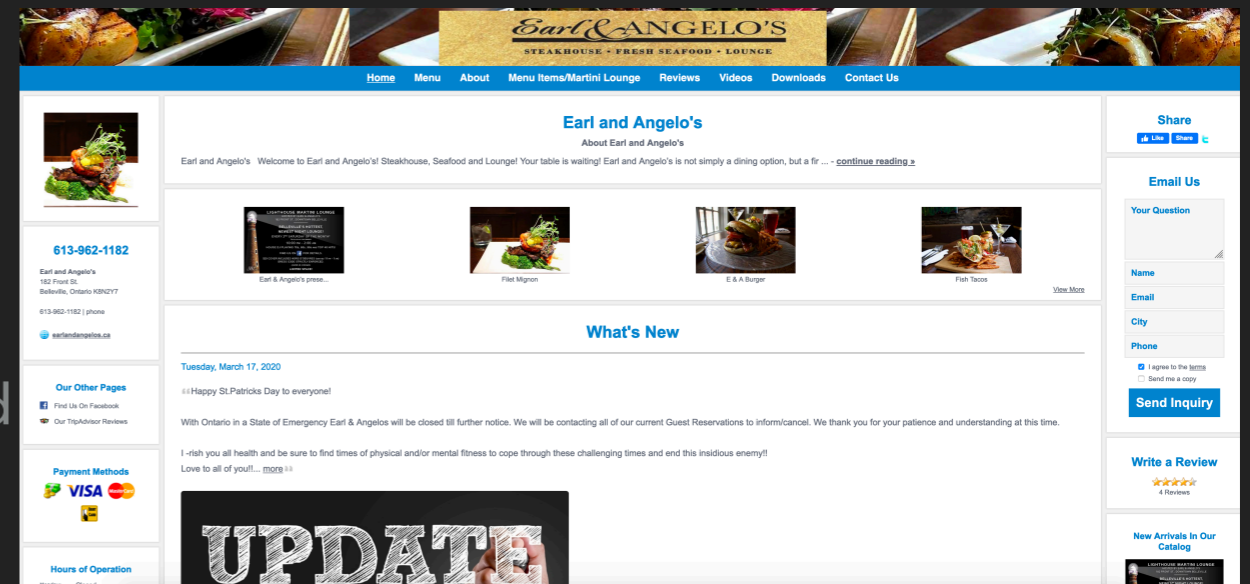 Earl & ANGELO'S
STEAKHOUSE • FRESH SEAFOOD • LOUNGE
Home Menu About Menu Items/Martini Lounge Reviews Videos Downloads Contact Us
613-962-1182
Earl and Angelo's
182 Front St.
Belleville, Ontario K8N2Y7
613-962-1182 | phone
earlandangelos.ca
Our Other Pages
Find Us On Facebook
Our TripAdvisor Reviews
Payment Methods
VISA MasterCard
Hours of Operation
Earl and Angelo's
About Earl and Angelo's
Earl and Angelo's Welcome to Earl and Angelo's! Steakhouse, Seafood and Lounge! Your table is waiting! Earl and Angelo's is not simply a dining option, but a fir ... - continue reading »
LIGHTHOUSE MARTINI LOUNGE
Earl & Angelo's prese...
Filet Mignon
E & A Burger
Fish Tacos
View More
What's New
Tuesday, March 17, 2020
Happy St.Patricks Day to everyone!
With Ontario in a State of Emergency Earl & Angelos will be closed till further notice. We will be contacting all of our current Guest Reservations to inform/cancel. We thank you for your patience and understanding at this time.
I -rish you all health and be sure to find times of physical and/or mental fitness to cope through these challenging times and end this insidious enemy!!
Love to all of you!!... more
UPDATE
Share
Like Share
Email Us
Your Question
Name
Email
City
Phone
I agree to the terms
Send me a copy
Send Inquiry
Write a Review
4 Reviews
New Arrivals In Our
Catalog
LIGHTHOUSE MARTINI LOUNGE